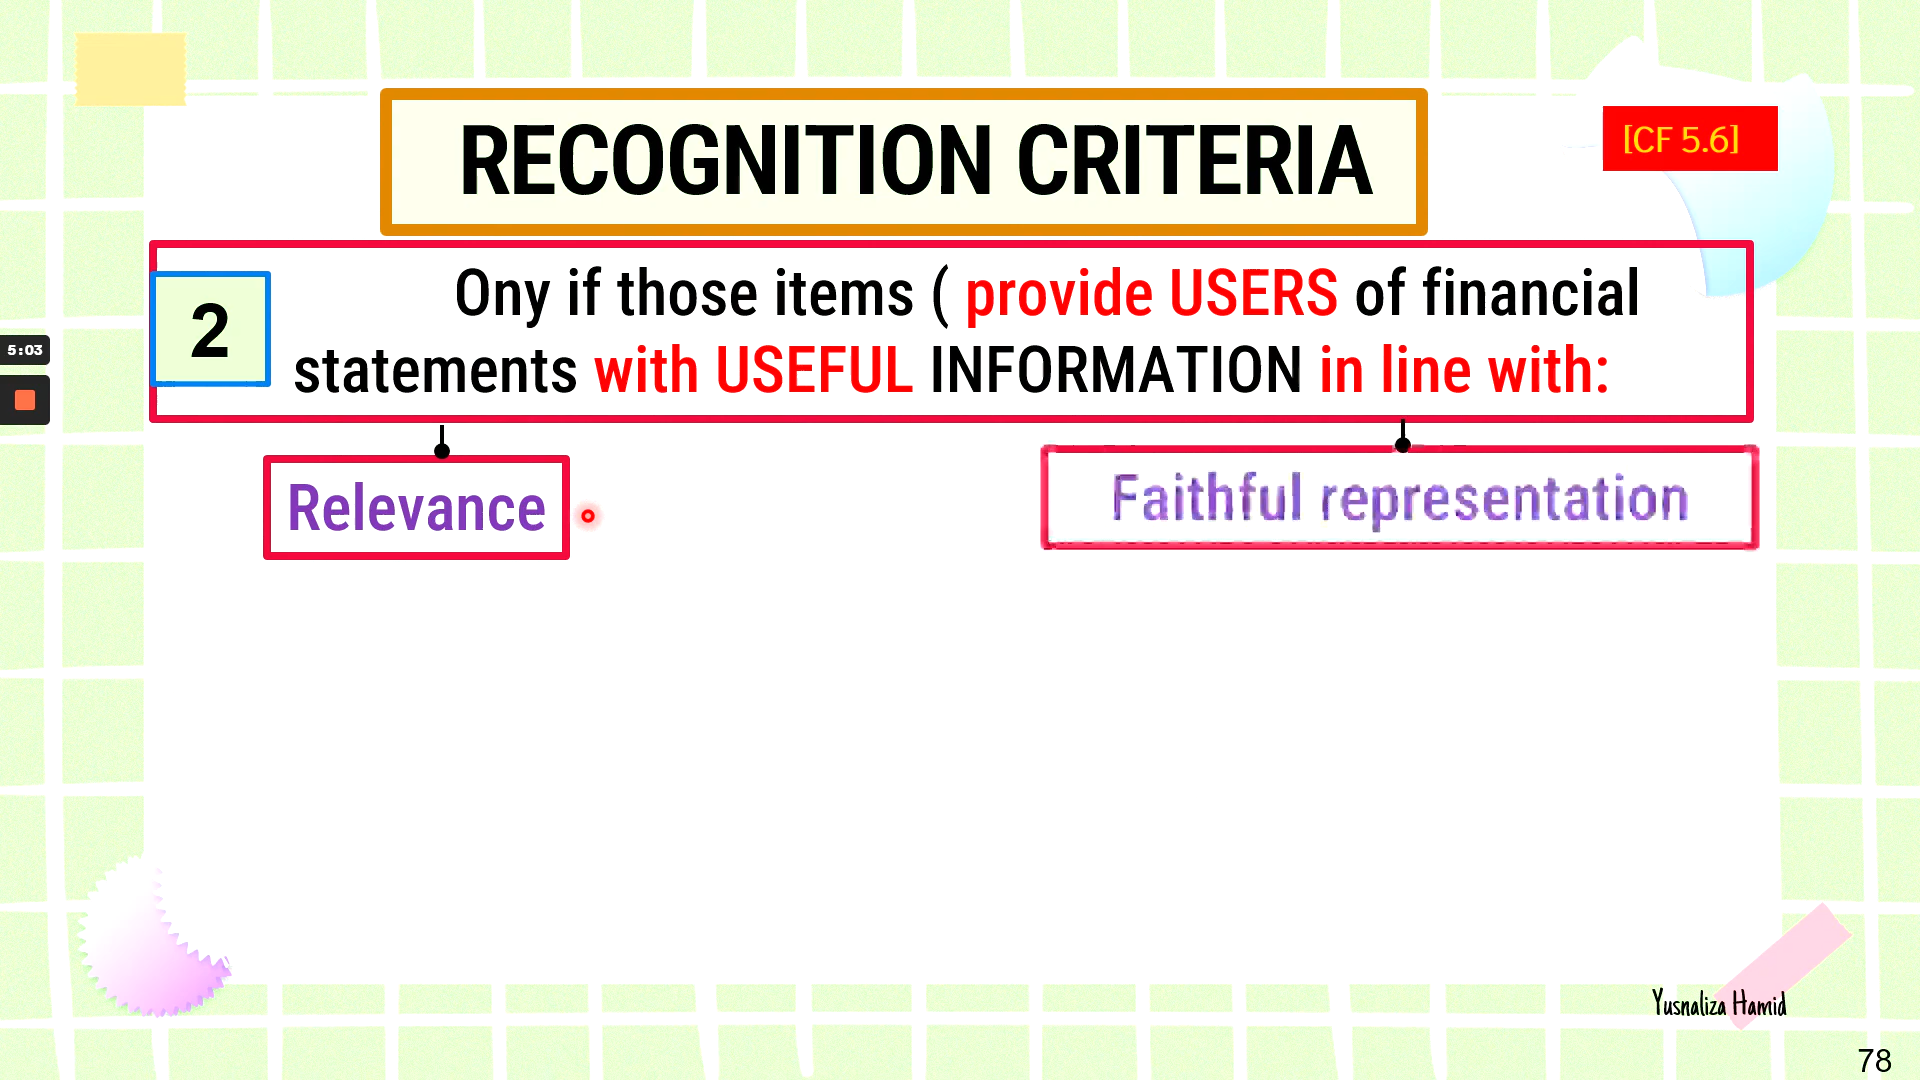 RECOGNITION CRITERIA
[CF 5.6]
2
Ony if those items ( provide USERS of financial
statements with USEFUL INFORMATION in line with:
5:03
Relevance
Faithful representation
Yusnaliza Hamid
78